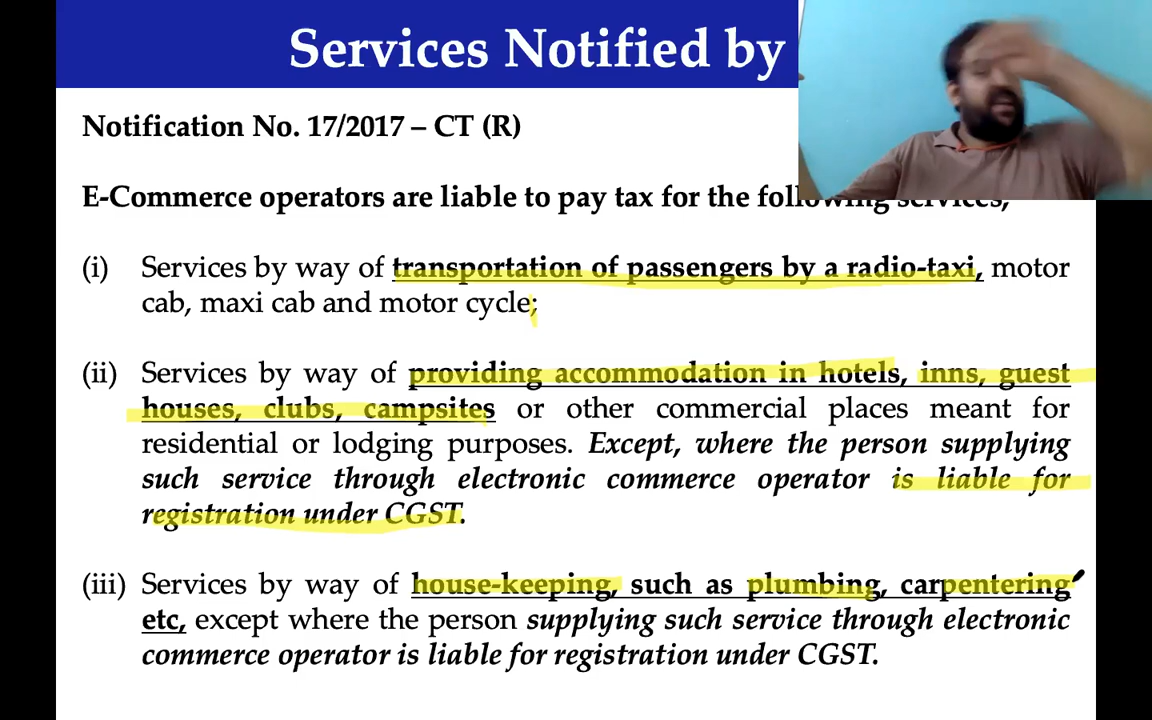 Services Notified by
Notification No. 17/2017 – CT (R)
E-Commerce operators are liable to pay tax for the following services;
(i) Services by way of transportation of passengers by a radio-taxi, motor
cab, maxi cab and motor cycle;
(ii) Services by way of providing accommodation in hotels, inns, guest
houses, clubs, campsites or other commercial places meant for
residential or lodging purposes. Except, where the person supplying
such service through electronic commerce operator is liable for
registration under CGST.
(iii) Services by way of house-keeping, such as plumbing, carpentering
etc, except where the person supplying such service through electronic
commerce operator is liable for registration under CGST.